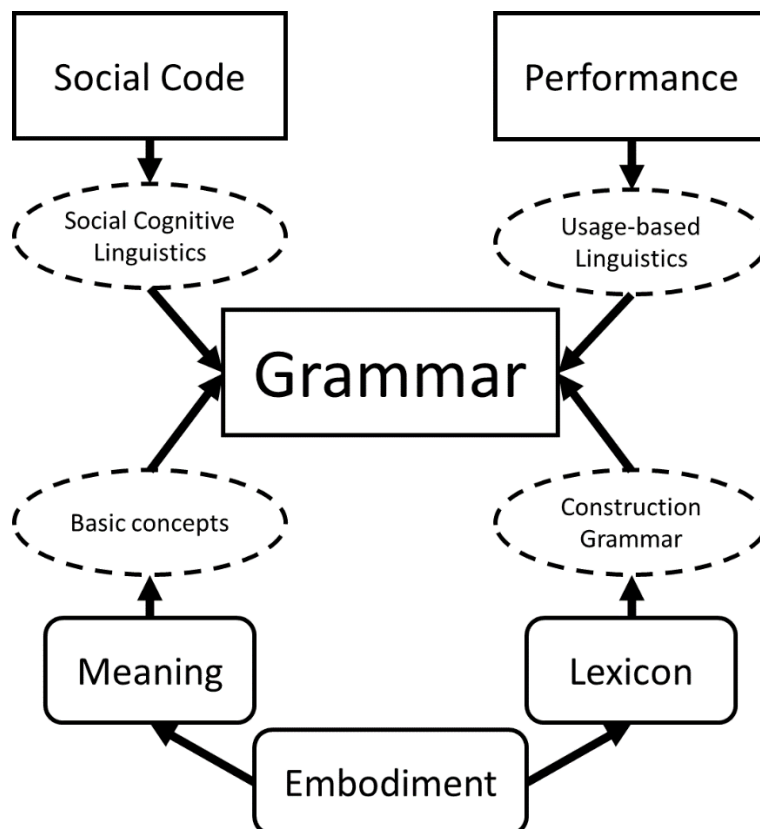 Social Code
Performance
Social Cognitive
Linguistics
Usage-based
Linguistics
Grammar
Basic concepts
Construction
Grammar
Meaning
Lexicon
Embodiment